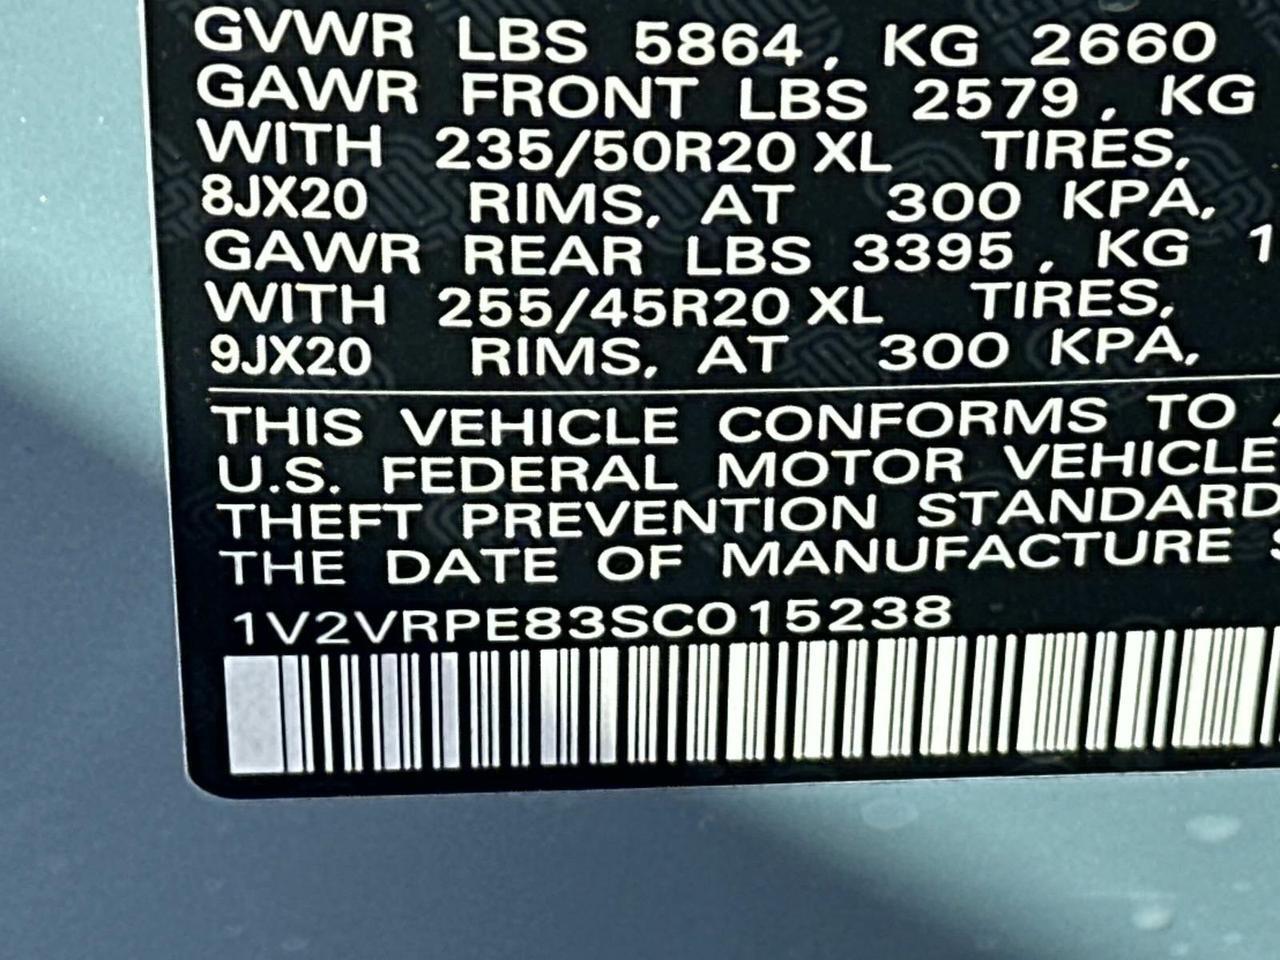 GVWR LBS 5864, KG 2660
GAWR FRONT LBS 2579, KG
WITH 235/50R20 XL TIRES,
8JX20 RIMS, AT 300 KPA,
GAWR REAR LBS 3395, KG 1
WITH 255/45R20 XL TIRES,
9JX20 RIMS, AT 300 KPA,
THIS VEHICLE CONFORMS TO
U.S. FEDERAL MOTOR VEHICLE
THEFT PREVENTION STANDARD
THE DATE OF MANUFACTURE
1V2VRPE83SC015238